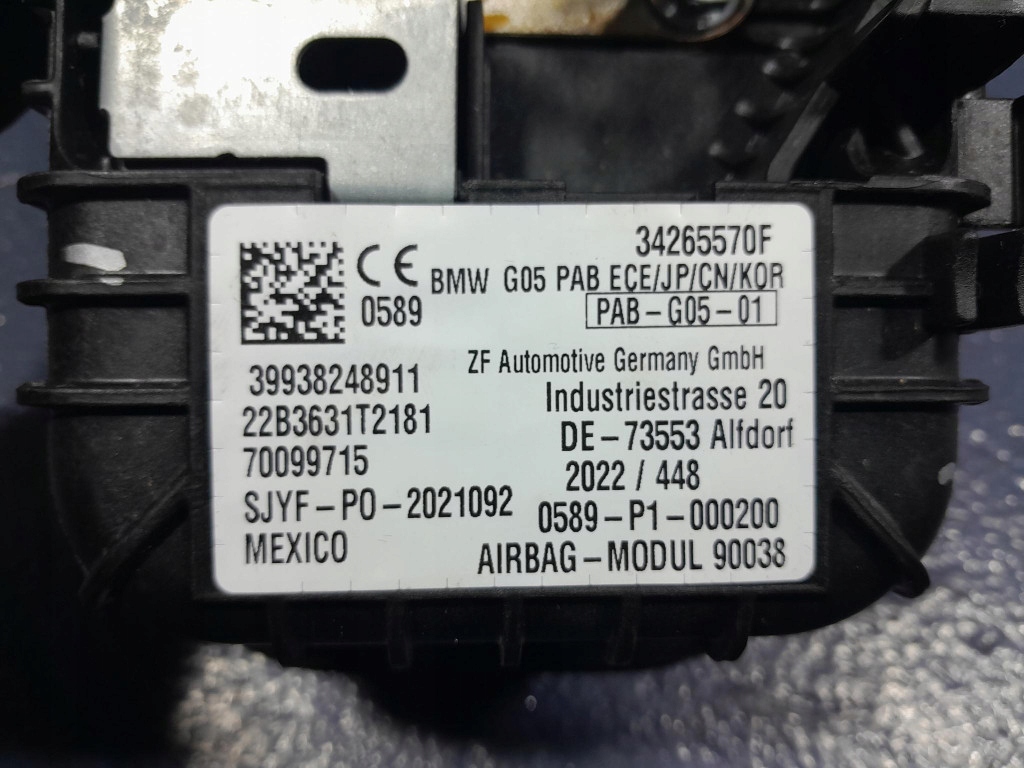 34265570F
CE BMW G05 PAB ECE/JP/CN/KOR
0589 PAB-G05-01
ZF Automotive Germany GmbH
39938248911 Industriestrasse 20
22B3631T2181 DE-73553 Alfdorf
70099715 2022 / 448
SJYF-PO-2021092 0589-P1-000200
MEXICO AIRBAG-MODUL 90038